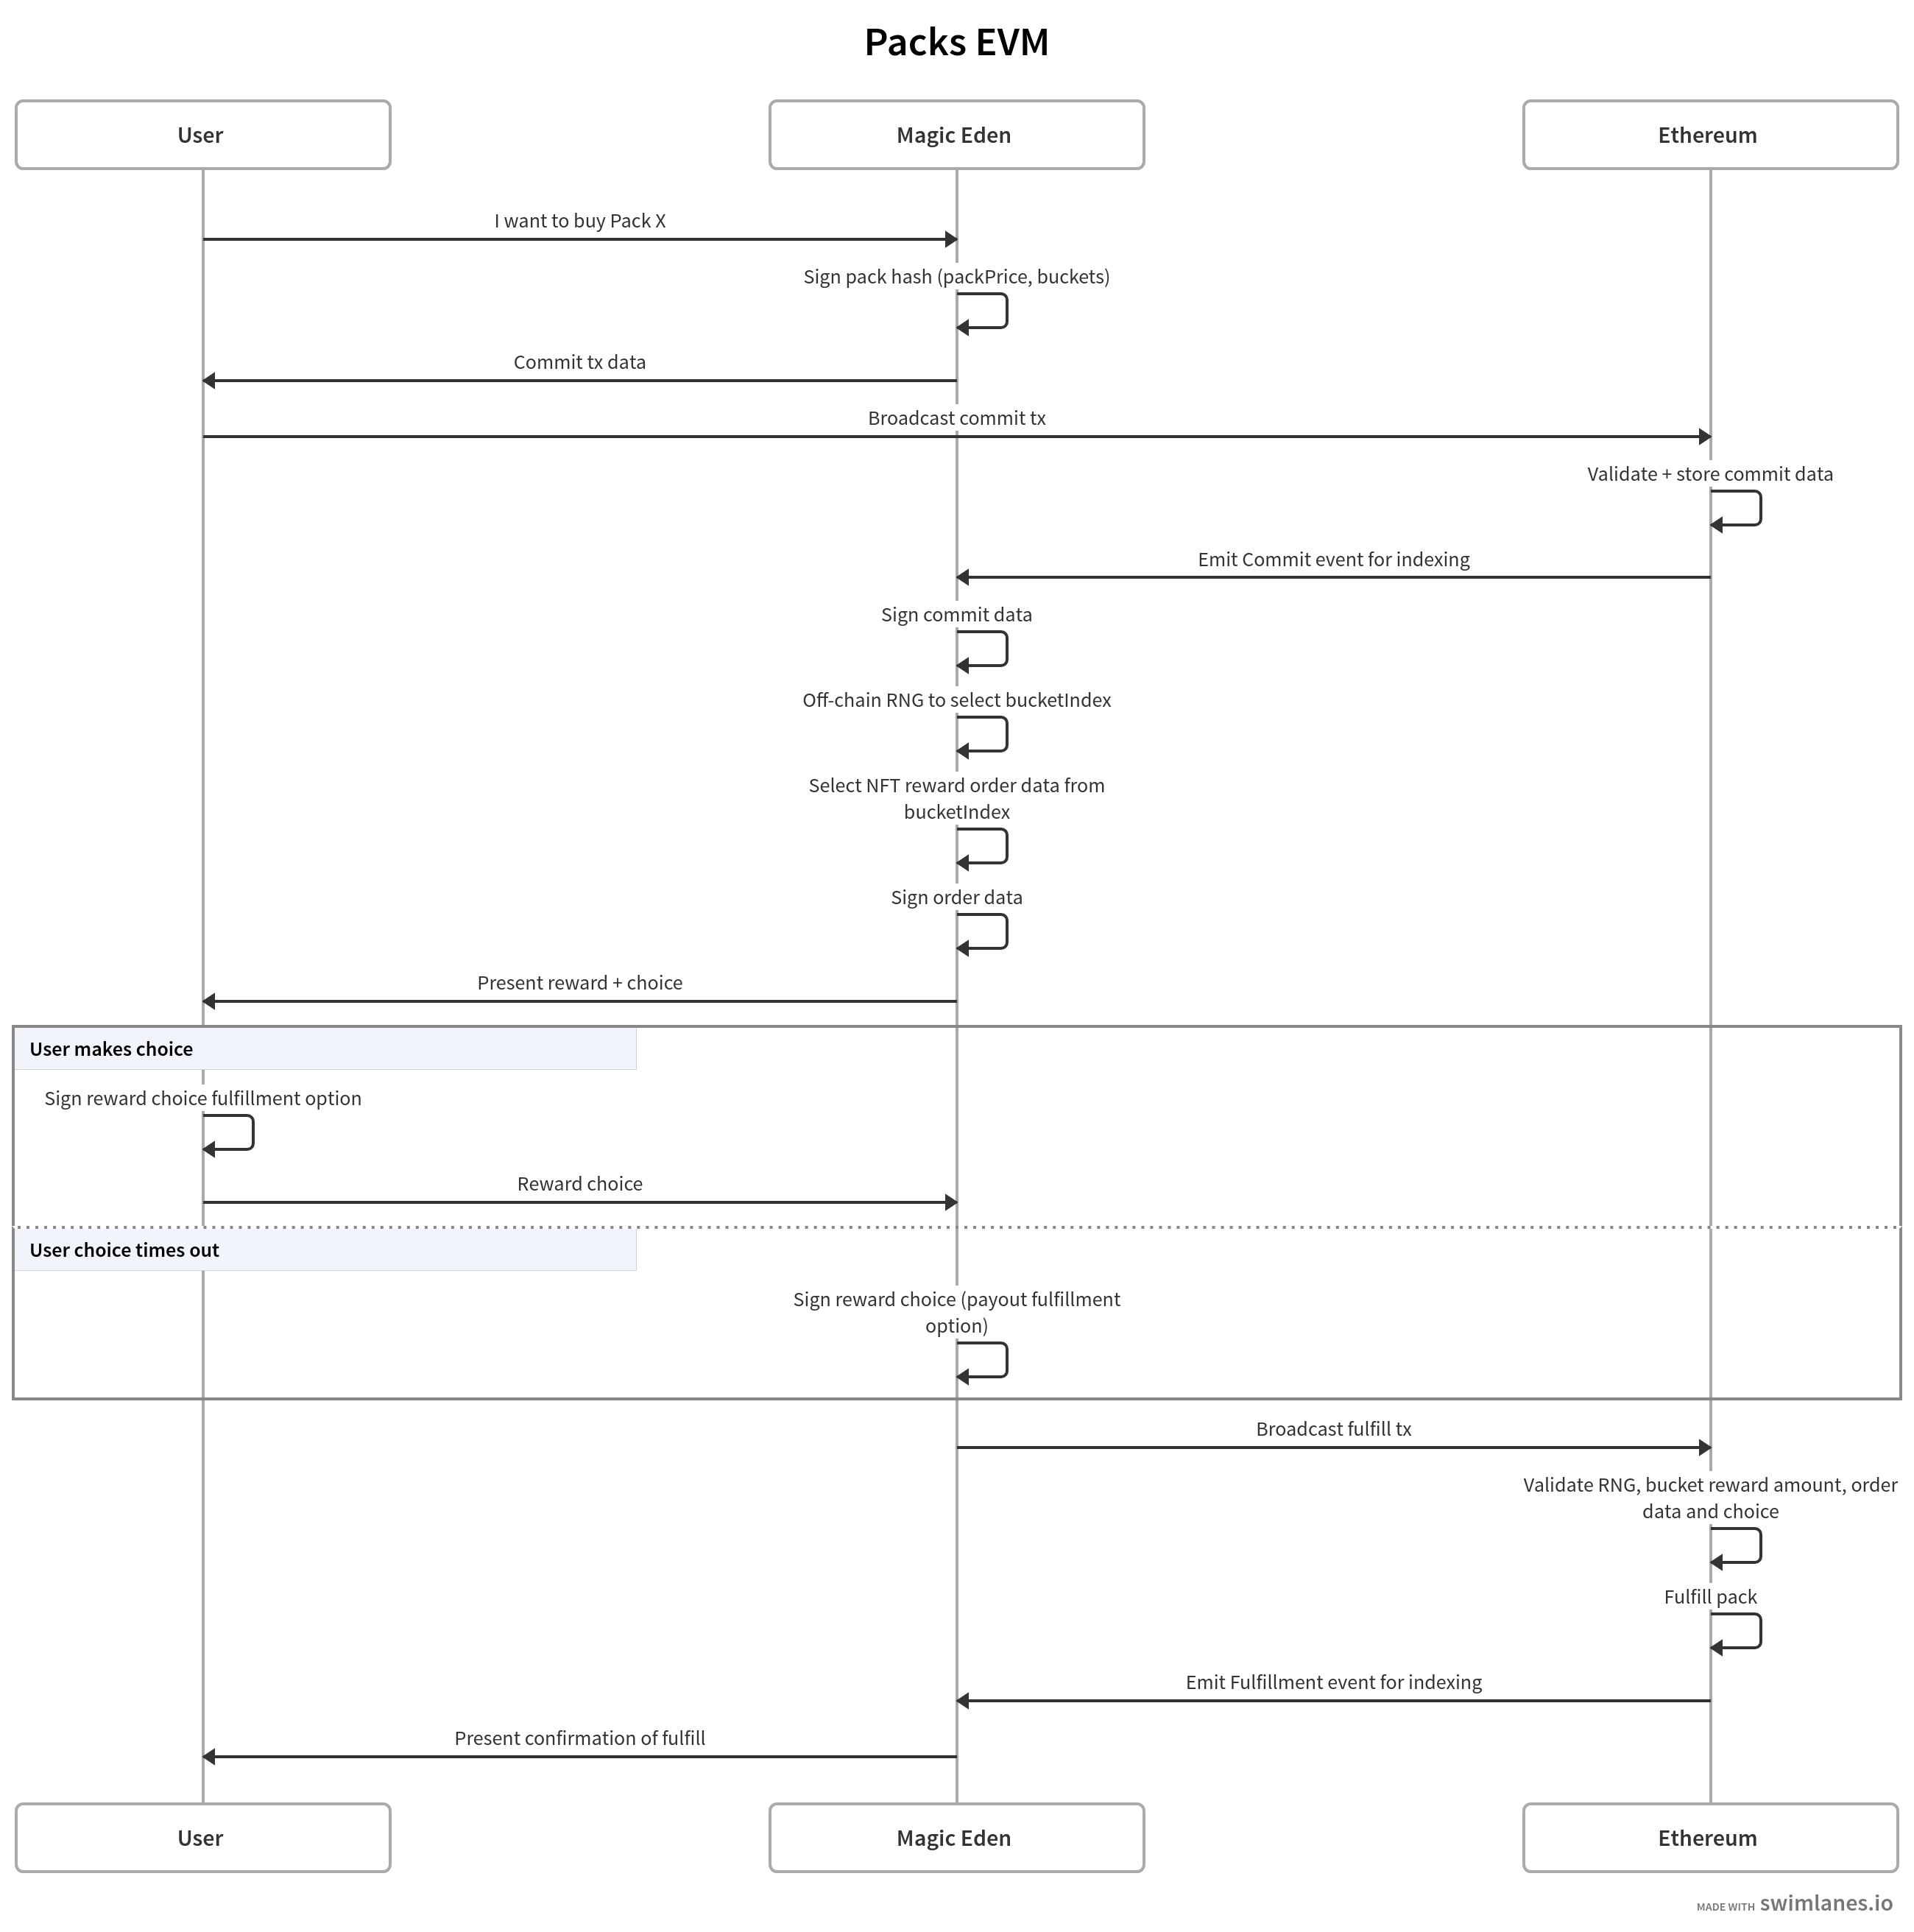 Packs EVM
User
Magic Eden
Ethereum
I want to buy Pack X
Sign pack hash (packPrice, buckets)
Commit tx data
Broadcast commit tx
Validate + store commit data
Emit Commit event for indexing
Sign commit data
Off-chain RNG to select bucketIndex
Select NFT reward order data from
bucketIndex
Sign order data
Present reward + choice
User makes choice
Sign reward choice fulfillment option
Reward choice
User choice times out
Sign reward choice (payout fulfillment
option)
Broadcast fulfill tx
Validate RNG, bucket reward amount, order
data and choice
Fulfill pack
Emit Fulfillment event for indexing
Present confirmation of fulfill
User
Magic Eden
Ethereum
MADE WITH swimlanes.io